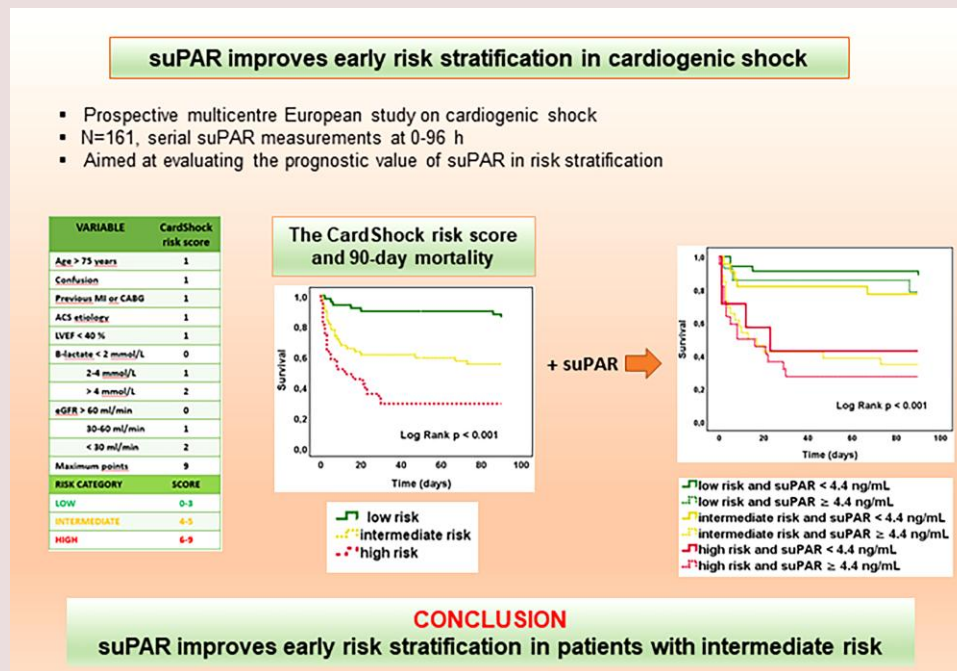 suPAR improves early risk stratification in cardiogenic shock
▪ Prospective multicentre European study on cardiogenic shock
▪ N=161, serial suPAR measurements at 0-96 h
▪ Aimed at evaluating the prognostic value of suPAR in risk stratification
VARIABLE CardShock
risk score
Age > 75 years 1
Confusion 1
Previous MI or CABG 1
ACS etiology 1
LVEF < 40 % 1
B-lactate < 2 mmol/L 0
2-4 mmol/L 1
> 4 mmol/L 2
eGFR > 60 ml/min 0
30-60 ml/min 1
< 30 ml/min 2
Maximum points 9
RISK CATEGORY SCORE
LOW 0-3
INTERMEDIATE 4-5
HIGH 6-9
The CardShock risk score
and 90-day mortality
Survival
1,0
0,8
0,6
0,4
0,2
0,0
Log Rank p < 0.001
0 20 40 60 80 100
Time (days)
low risk
intermediate risk
high risk
+ suPAR
Survival
1,0
0,8
0,6
0,4
0,2
0,0
Log Rank p < 0.001
0 20 40 60 80 100
Time (days)
low risk and suPAR < 4.4 ng/mL
low risk and suPAR ≥ 4.4 ng/mL
intermediate risk and suPAR < 4.4 ng/mL
intermediate risk and suPAR ≥ 4.4 ng/mL
high risk and suPAR < 4.4 ng/mL
high risk and suPAR ≥ 4.4 ng/mL
CONCLUSION
suPAR improves early risk stratification in patients with intermediate risk